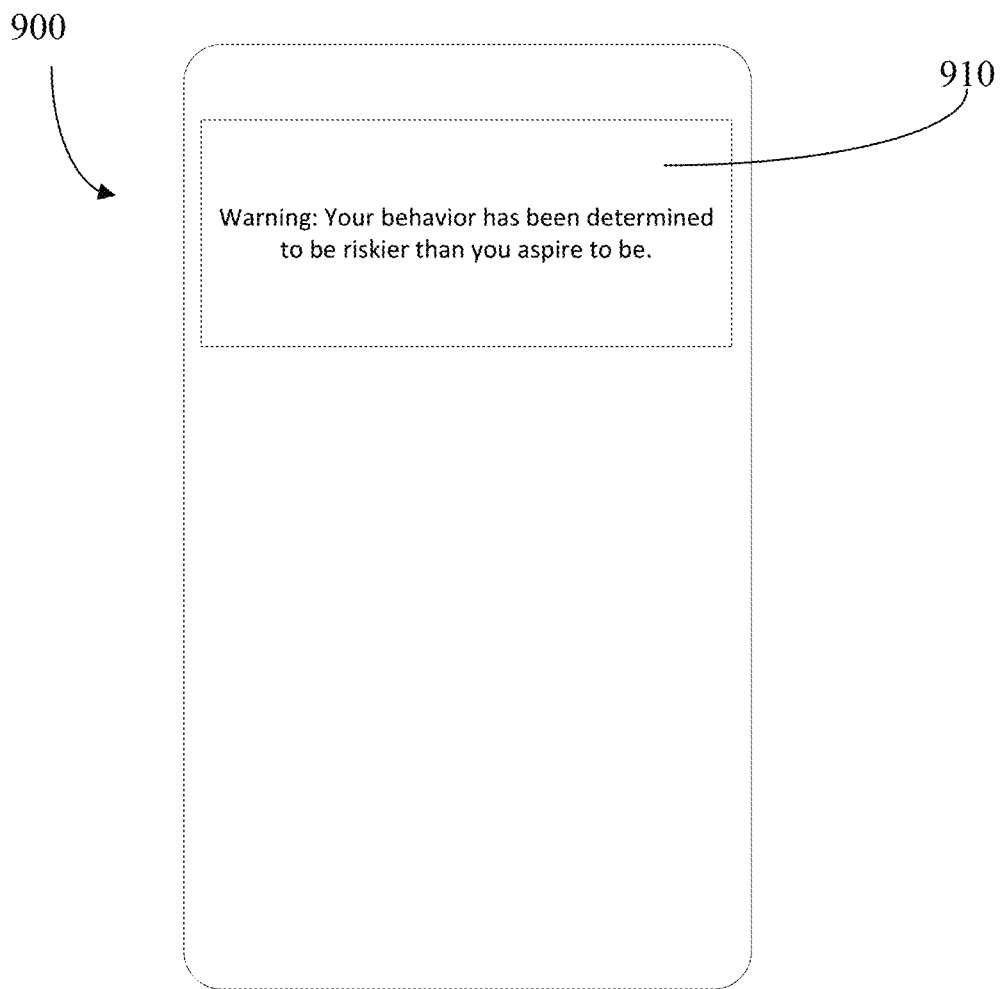 900
910
Warning: Your behavior has been determined
to be riskier than you aspire to be.